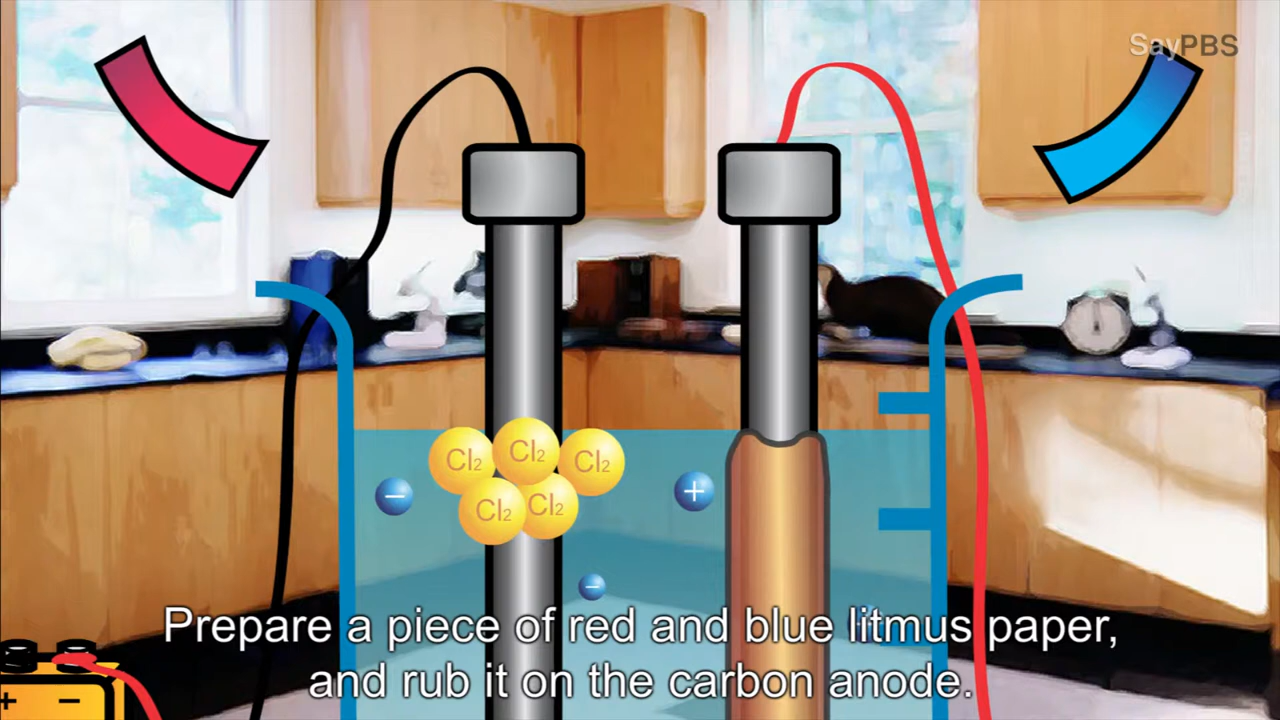 SayPBS
Cl2
Cl2
Cl2
Cl2
Cl2
−
+
−
Prepare a piece of red and blue litmus paper,
and rub it on the carbon anode.
+ −